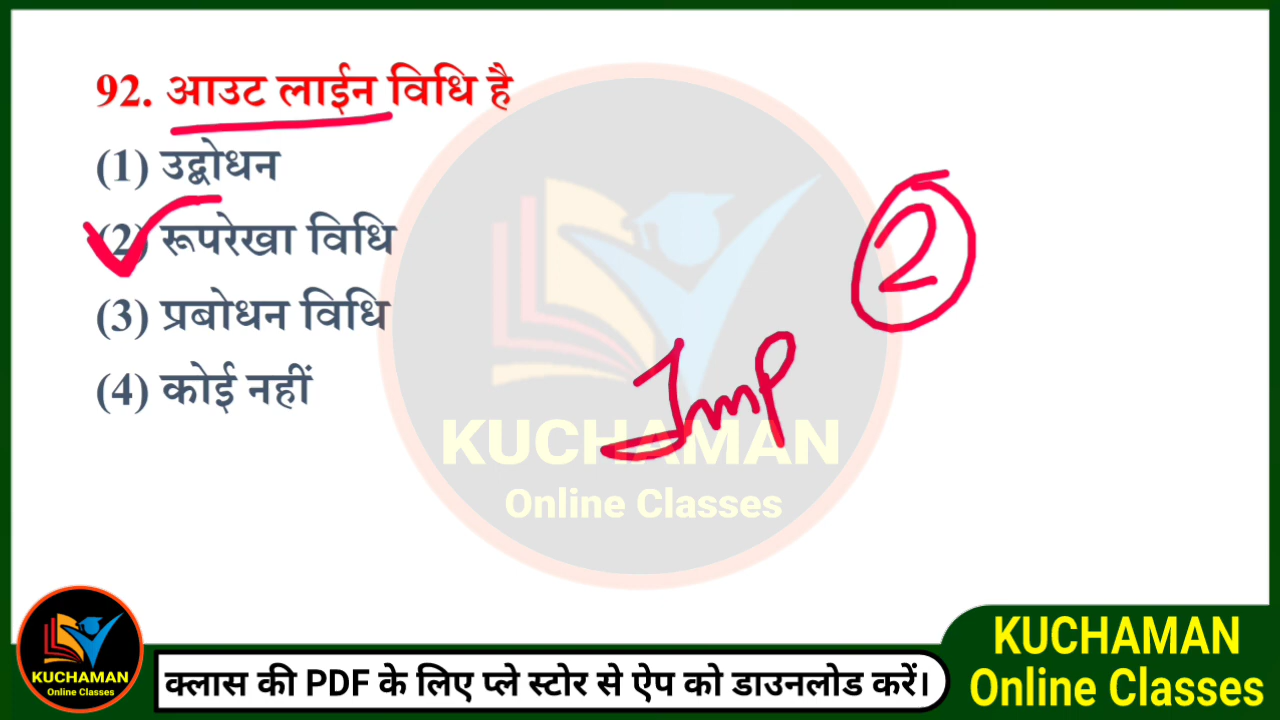 92. आउट लाईन विधि है
(1) उद्बोधन
(2) रूपरेखा विधि
(3) प्रबोधन विधि
(4) कोई नहीं
2
Imp
KUCHAMAN
Online Classes
KUCHAMAN
Online Classes
क्लास की PDF के लिए प्ले स्टोर से ऐप को डाउनलोड करें।
KUCHAMAN
Online Classes